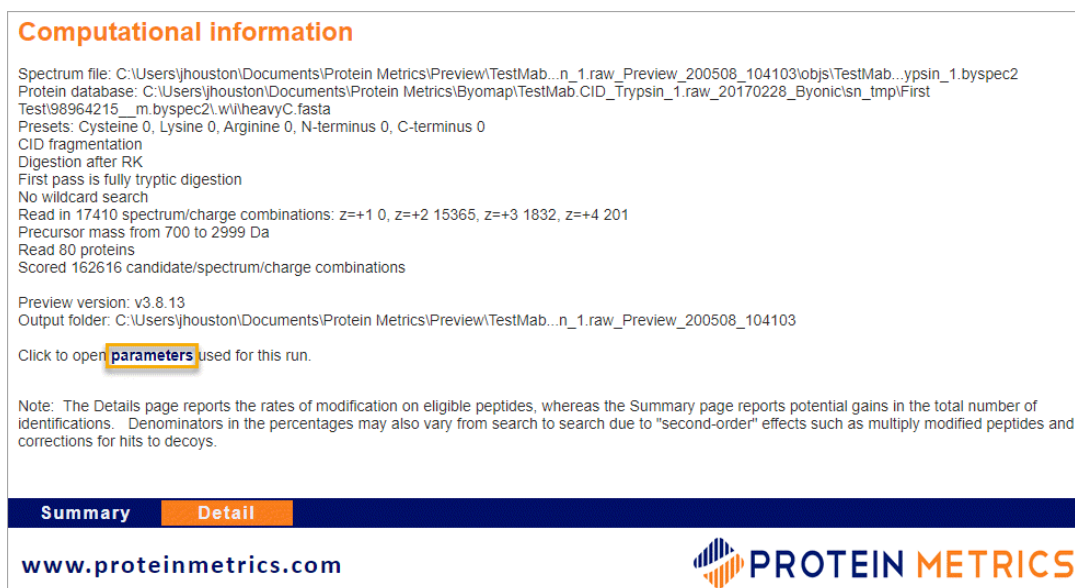 Computational information
Spectrum file: C:\Users\jhouston\Documents\Protein Metrics\Preview\TestMab...n_1.raw_Preview_200508_104103\objs\TestMab...ypsin_1.byspec2
Protein database: C:\Users\jhouston\Documents\Protein Metrics\Byomap\TestMab.CID_Trypsin_1.raw_20170228_Byonic\sn_tmp\First
Test\98964215__m.byspec2\.w\i\heavyC.fasta
Presets: Cysteine 0, Lysine 0, Arginine 0, N-terminus 0, C-terminus 0
CID fragmentation
Digestion after RK
First pass is fully tryptic digestion
No wildcard search
Read in 17410 spectrum/charge combinations: z=+1 0, z=+2 15365, z=+3 1832, z=+4 201
Precursor mass from 700 to 2999 Da
Read 80 proteins
Scored 162616 candidate/spectrum/charge combinations
Preview version: v3.8.13
Output folder: C:\Users\jhouston\Documents\Protein Metrics\Preview\TestMab...n_1.raw_Preview_200508_104103
Click to open parameters used for this run.
Note:  The Details page reports the rates of modification on eligible peptides, whereas the Summary page reports potential gains in the total number of
identifications.   Denominators in the percentages may also vary from search to search due to "second-order" effects such as multiply modified peptides and
corrections for hits to decoys.
Summary Detail
www.proteinmetrics.com PROTEIN METRICS